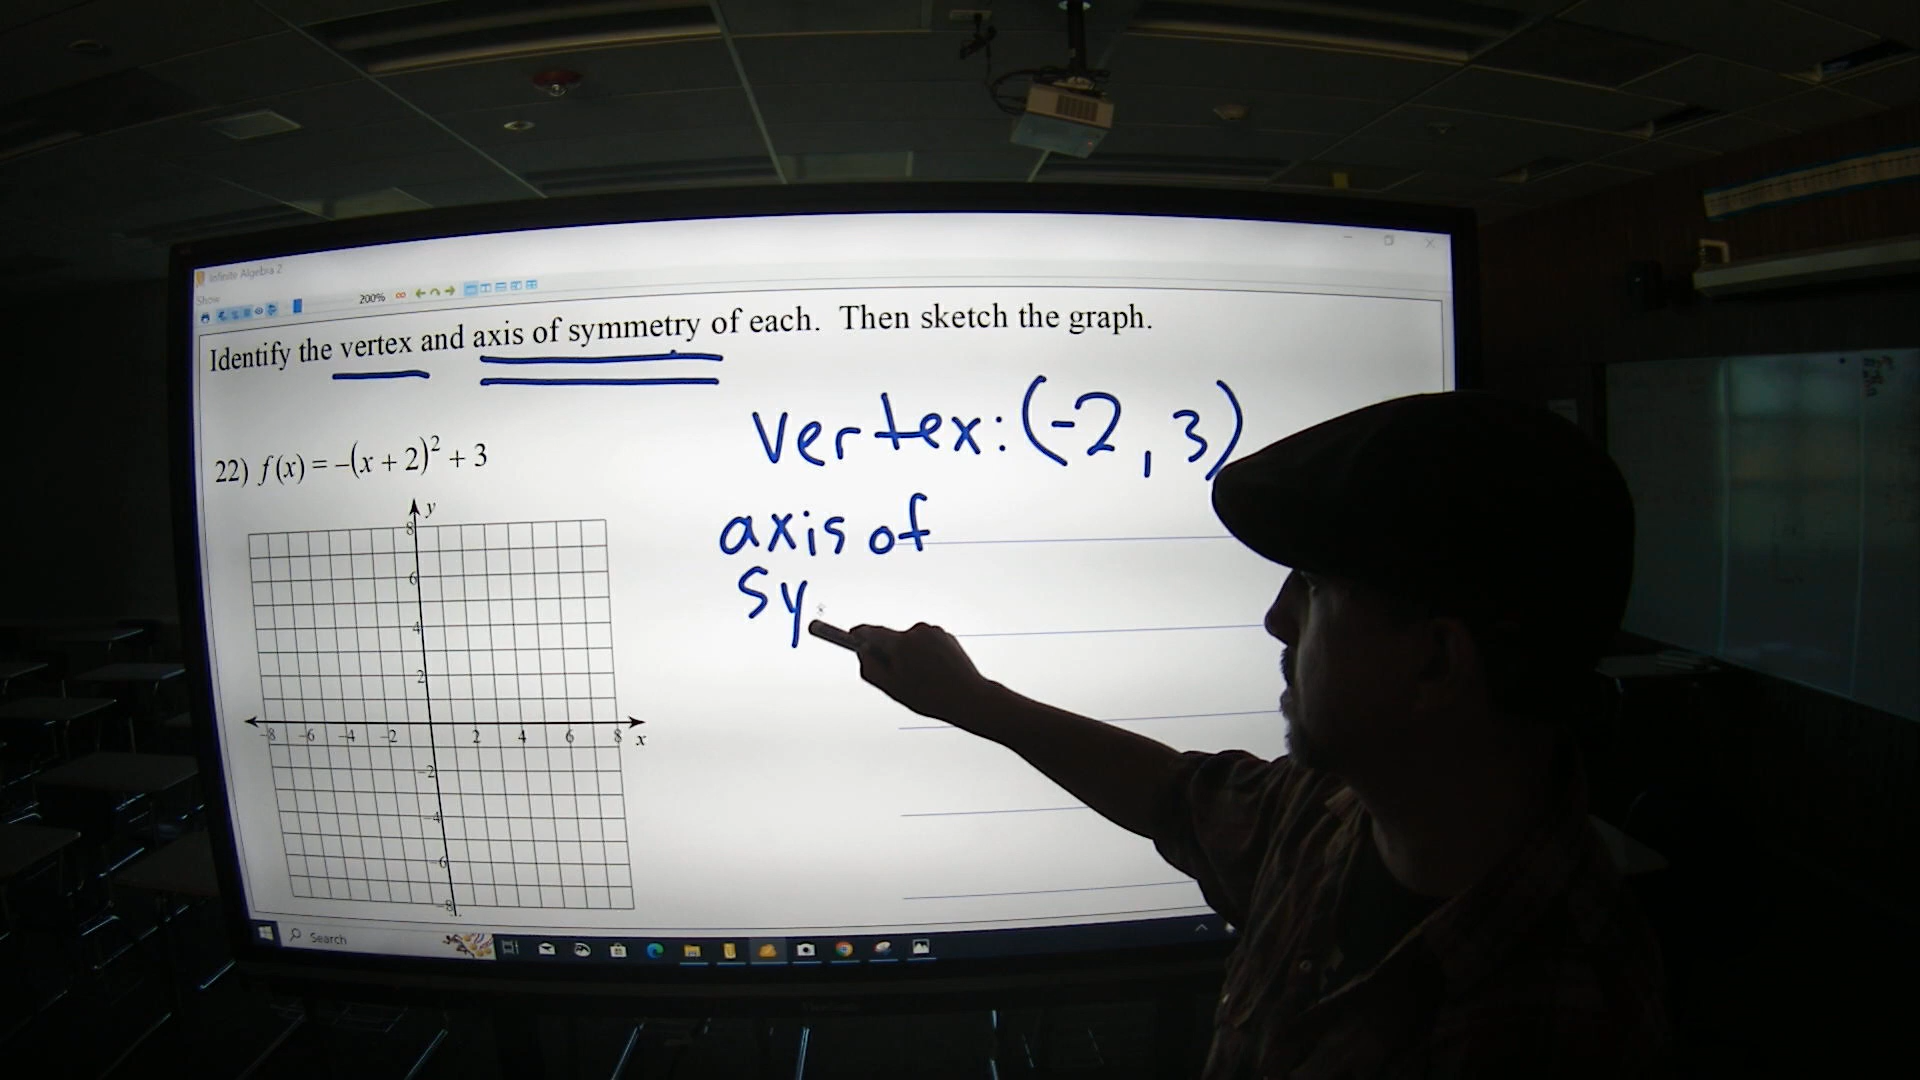 Infinite Algebra 2
Show
200%
Identify the vertex and axis of symmetry of each. Then sketch the graph.
22) f(x) = -(x + 2)² + 3
vertex: (-2, 3)
axis of
sy
y
8
6
4
2
-8 -6 -4 -2 2 4 6 8 x
-2
-4
-6
-8
Search